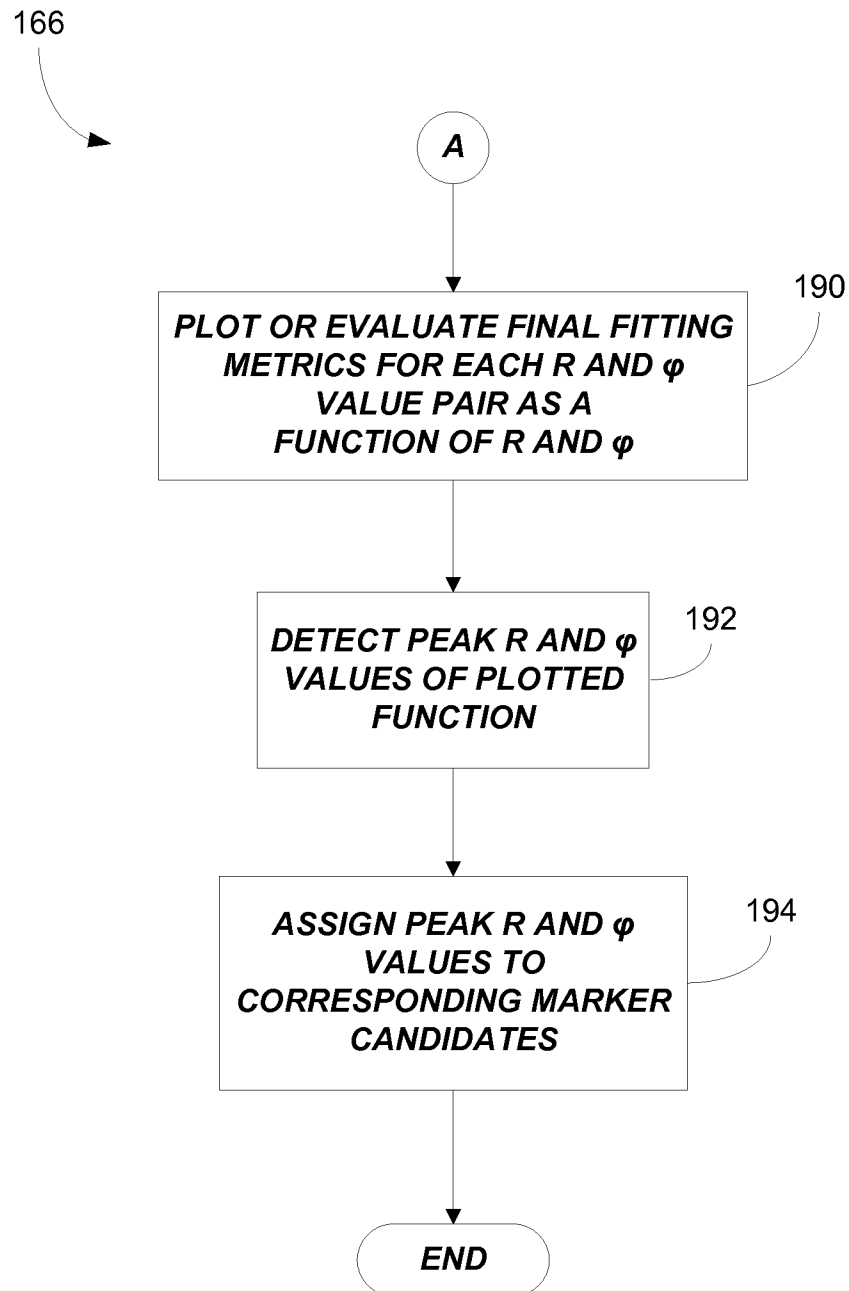 166
A
190
PLOT OR EVALUATE FINAL FITTING
METRICS FOR EACH R AND φ
VALUE PAIR AS A
FUNCTION OF R AND φ
192
DETECT PEAK R AND φ
VALUES OF PLOTTED
FUNCTION
194
ASSIGN PEAK R AND φ
VALUES TO
CORRESPONDING MARKER
CANDIDATES
END